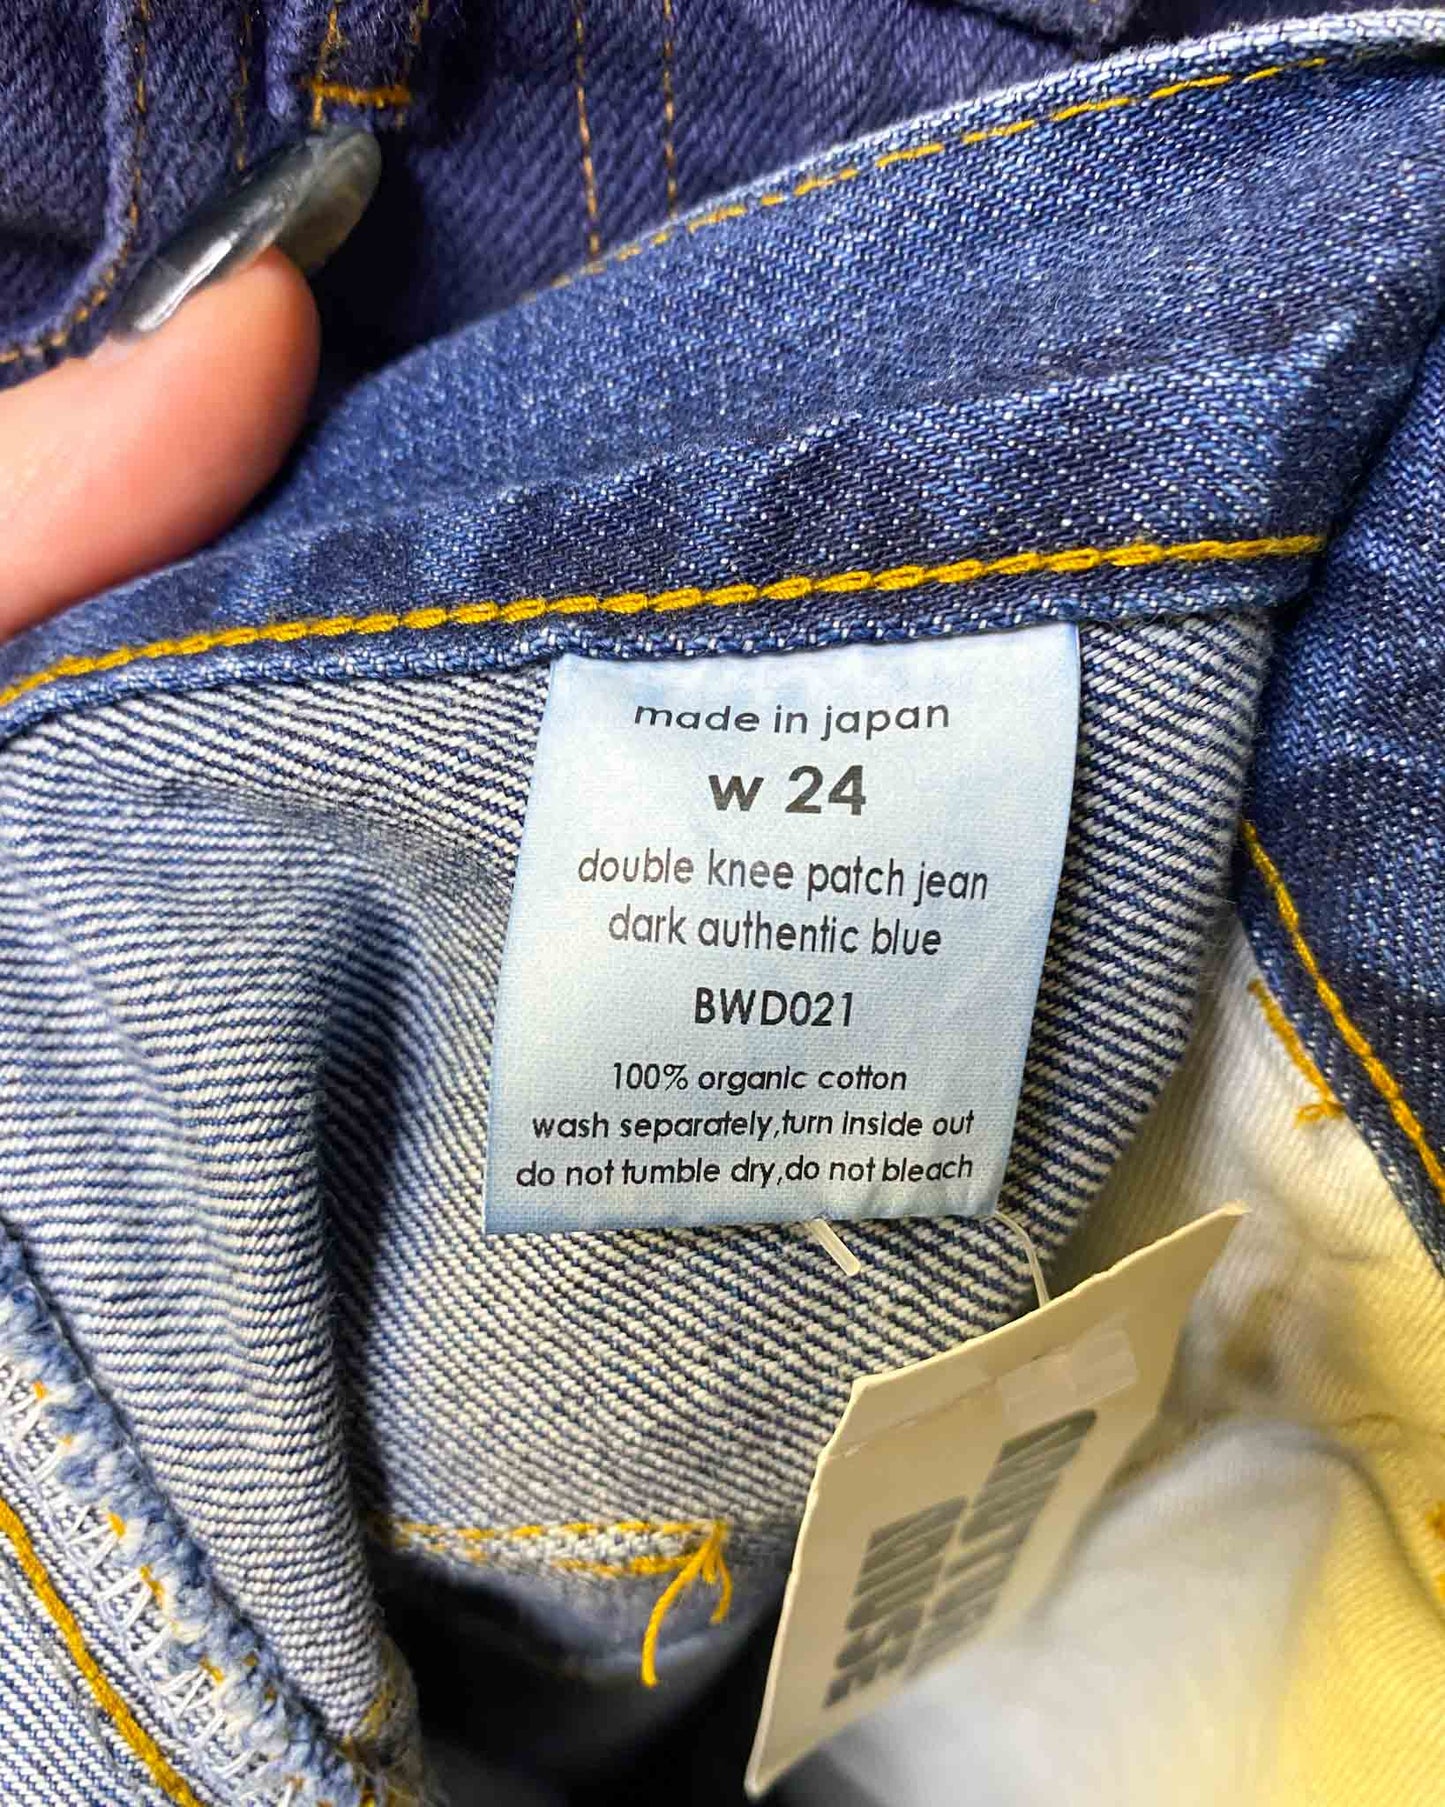 made in japan
w 24
double knee patch jean
dark authentic blue
BWD021
100% organic cotton
wash separately,turn inside out
do not tumble dry,do not bleach